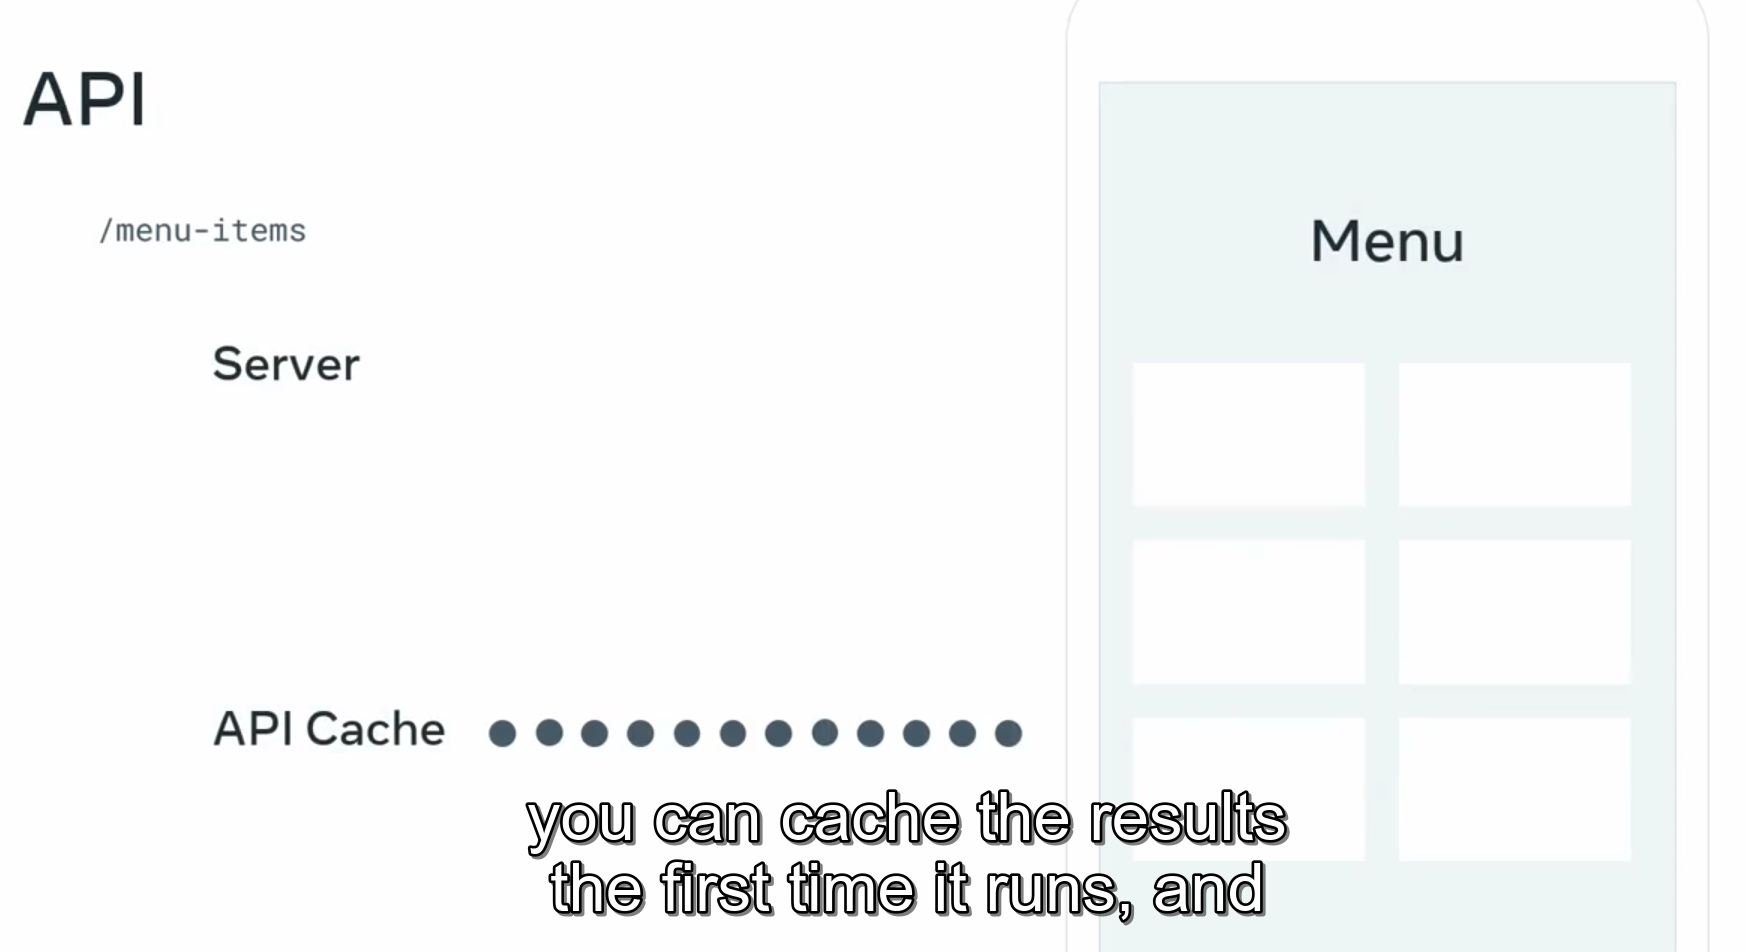 API
/menu-items
Server
API Cache
Menu
you can cache the results
the first time it runs, and